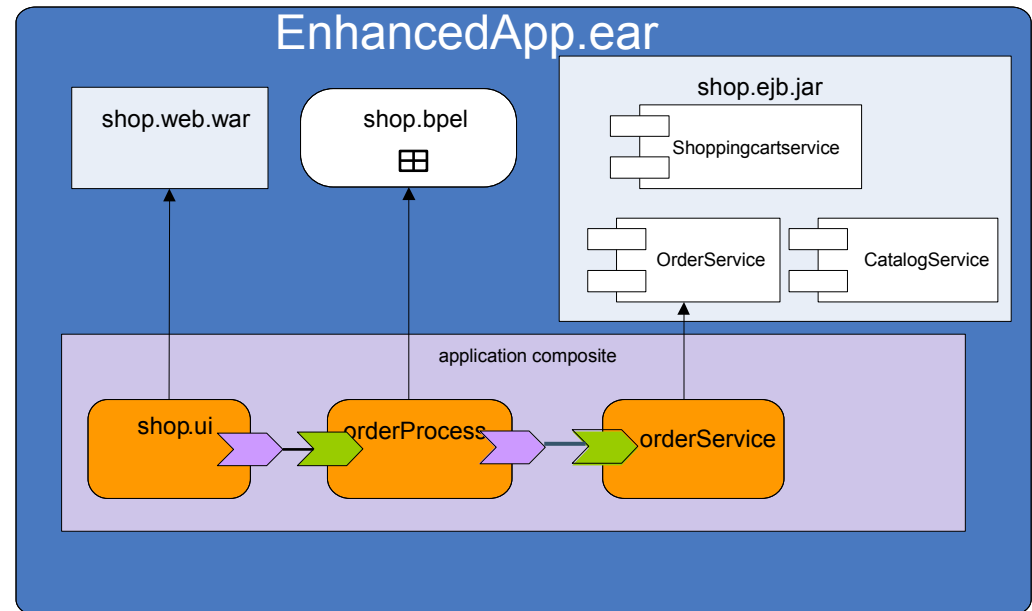 EnhancedApp.ear
shop.web.war
shop.bpel
shop.ejb.jar
Shoppingcartservice
OrderService
CatalogService
application composite
shop.ui
orderProcess
orderService